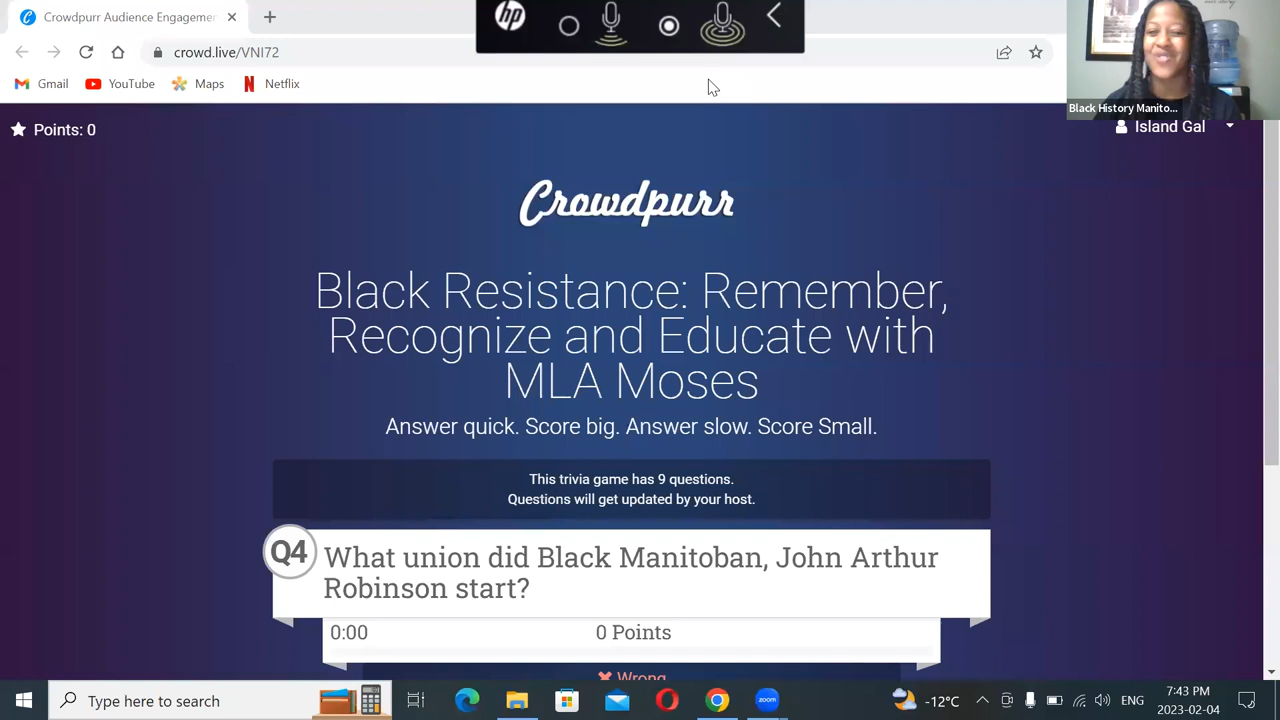 Crowdpurr Audience Engagemen
crowd.live/VNI72
hp
Gmail
YouTube
Maps
Netflix
Black History Manito...
Points: 0
Island Gal
Crowdpurr
Black Resistance: Remember,
Recognize and Educate with
MLA Moses
Answer quick. Score big. Answer slow. Score Small.
This trivia game has 9 questions.
Questions will get updated by your host.
Q4
What union did Black Manitoban, John Arthur
Robinson start?
0:00
0 Points
Wrong
Type here to search
zoom
-12°C
ENG
7:43 PM
2023-02-04